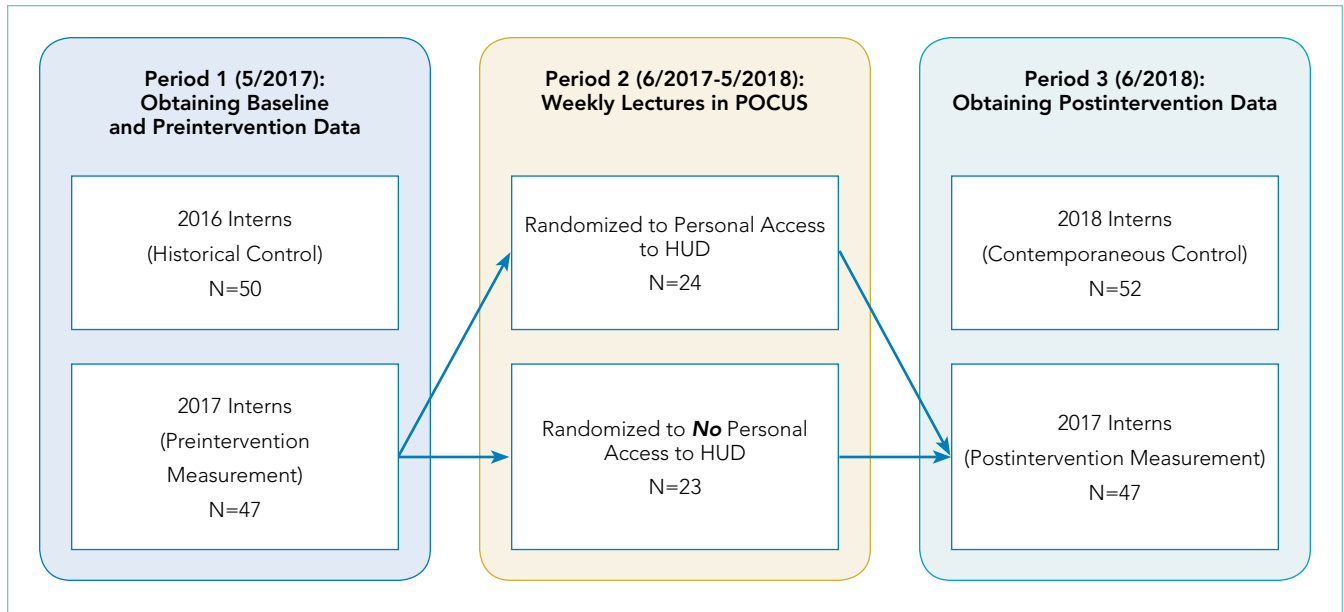 Period 1 (5/2017):
Obtaining Baseline
and Preintervention Data
2016 Interns
(Historical Control)
N=50
2017 Interns
(Preintervention
Measurement)
N=47
Period 2 (6/2017-5/2018):
Weekly Lectures in POCUS
Randomized to Personal Access
to HUD
N=24
Randomized to No Personal
Access to HUD
N=23
Period 3 (6/2018):
Obtaining Postintervention Data
2018 Interns
(Contemporaneous Control)
N=52
2017 Interns
(Postintervention Measurement)
N=47